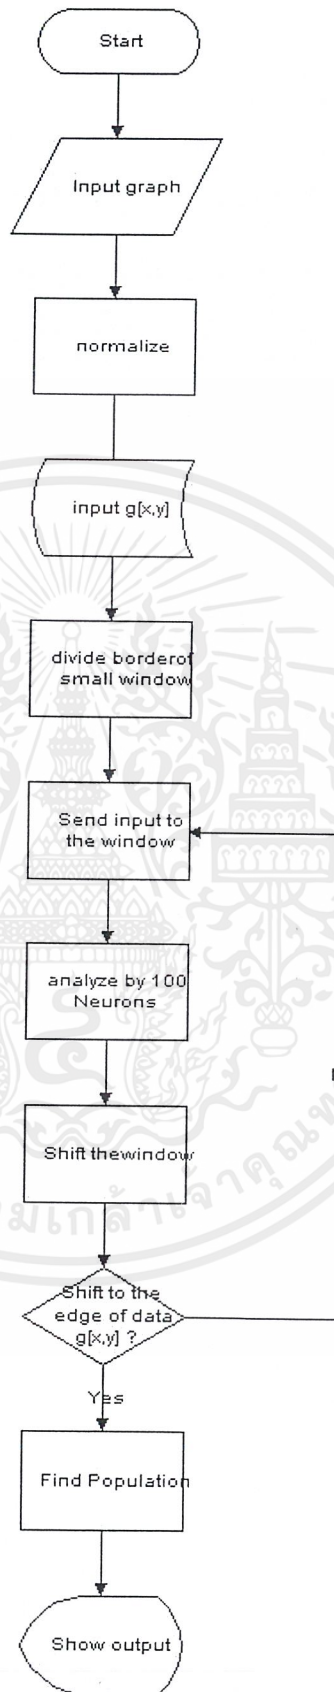 Start
Input graph
normalize
input g[x,y]
divide borderof
small window
Send input to
the window
analyze by 100
Neurons
Shift thewindow
Shift to the
edge of data
g[x,y] ?
Yes
Find Population
Show output